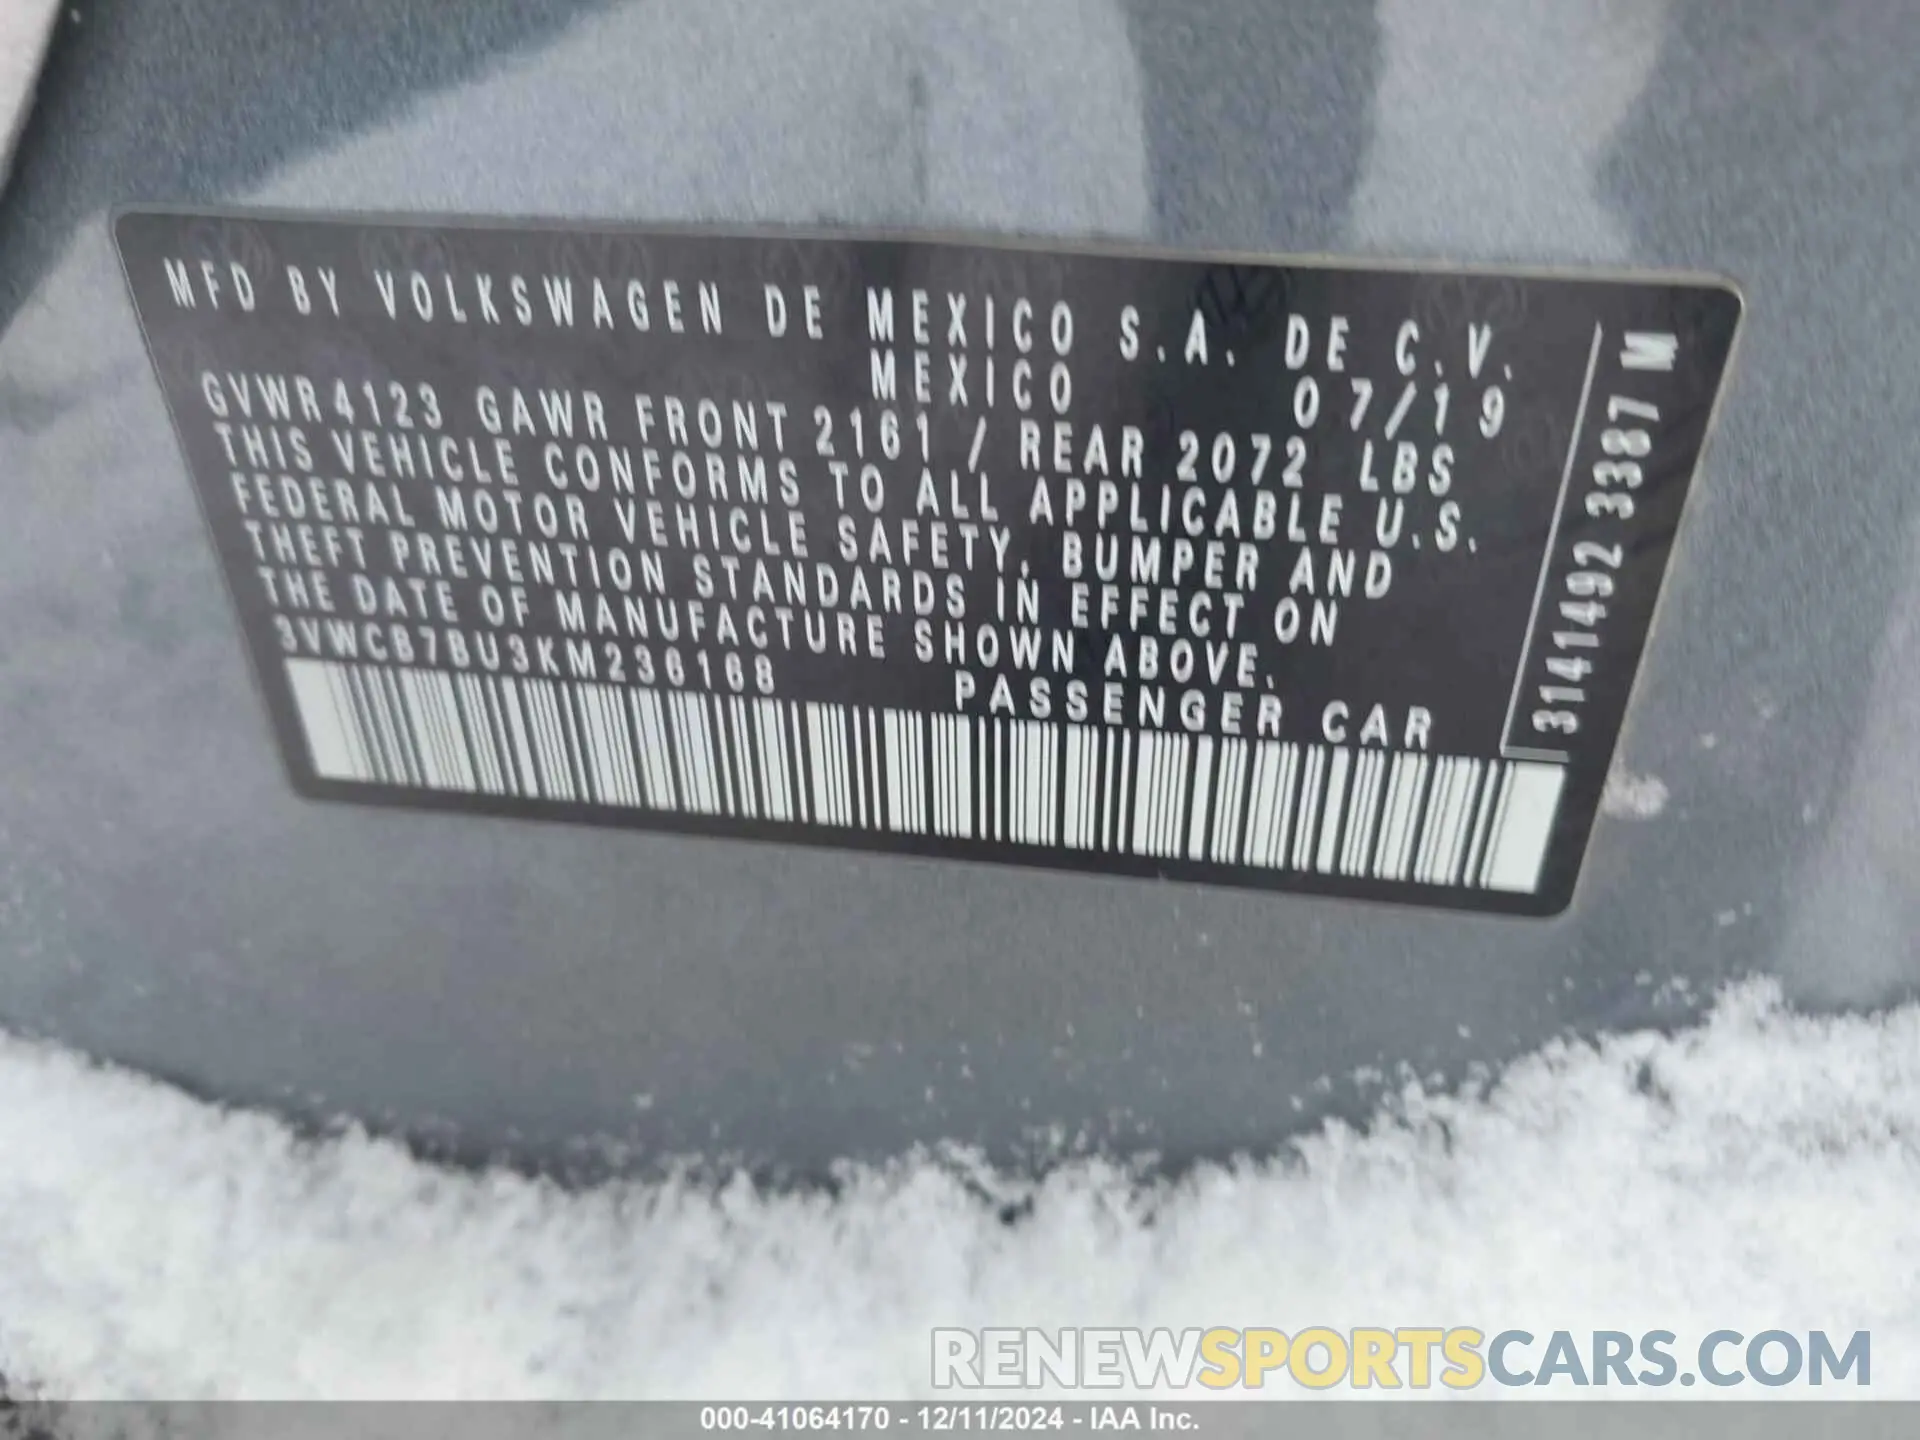 MFD BY VOLKSWAGEN DE MEXICO S.A. DE C.V.
MEXICO 07/19
GVWR 4123 GAWR FRONT 2161 / REAR 2072 LBS
THIS VEHICLE CONFORMS TO ALL APPLICABLE U.S.
FEDERAL MOTOR VEHICLE SAFETY, BUMPER AND
THEFT PREVENTION STANDARDS IN EFFECT ON
THE DATE OF MANUFACTURE SHOWN ABOVE.
3VWCB7BU3KM236168 PASSENGER CAR
3141492 3387 M
RENEWSPORTSCARS.COM
000-41064170 - 12/11/2024 - IAA Inc.